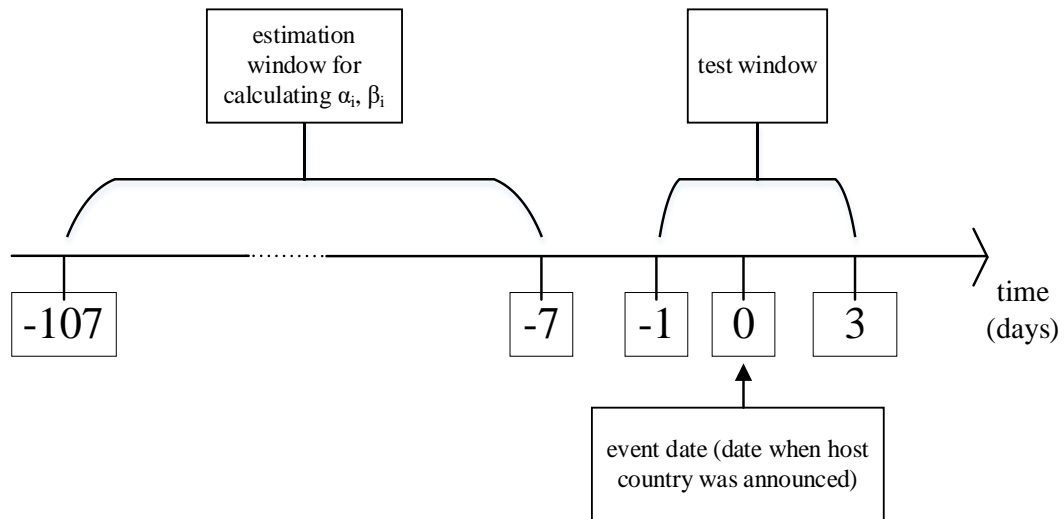 estimation
window for
calculating αᵢ, βᵢ
test window
-107
-7
-1
0
3
time
(days)
event date (date when host
country was announced)